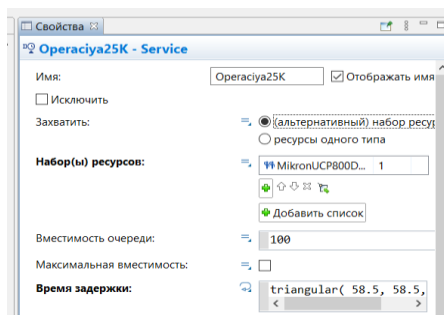 Свойства
Operaciya25K - Service
Имя: Operaciya25K Отображать имя
Исключить
Захватить: (альтернативный) набор ресур
ресурсы одного типа
Набор(ы) ресурсов: MikronUCP800D... 1
Добавить список
Вместимость очереди: 100
Максимальная вместимость:
Время задержки: triangular( 58.5, 58.5,